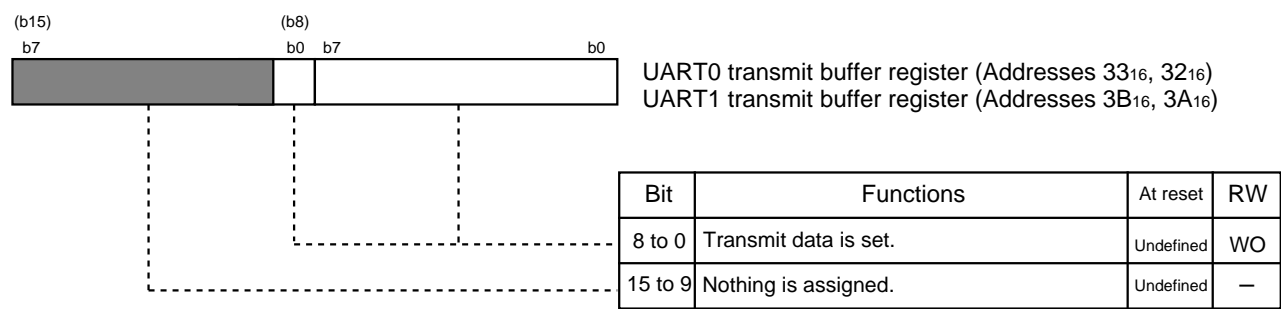 (b15) (b8)
b7 b0 b7 b0
UART0 transmit buffer register (Addresses 33₁₆, 32₁₆)
UART1 transmit buffer register (Addresses 3B₁₆, 3A₁₆)
Bit Functions At reset RW
8 to 0 Transmit data is set. Undefined WO
15 to 9 Nothing is assigned. Undefined –